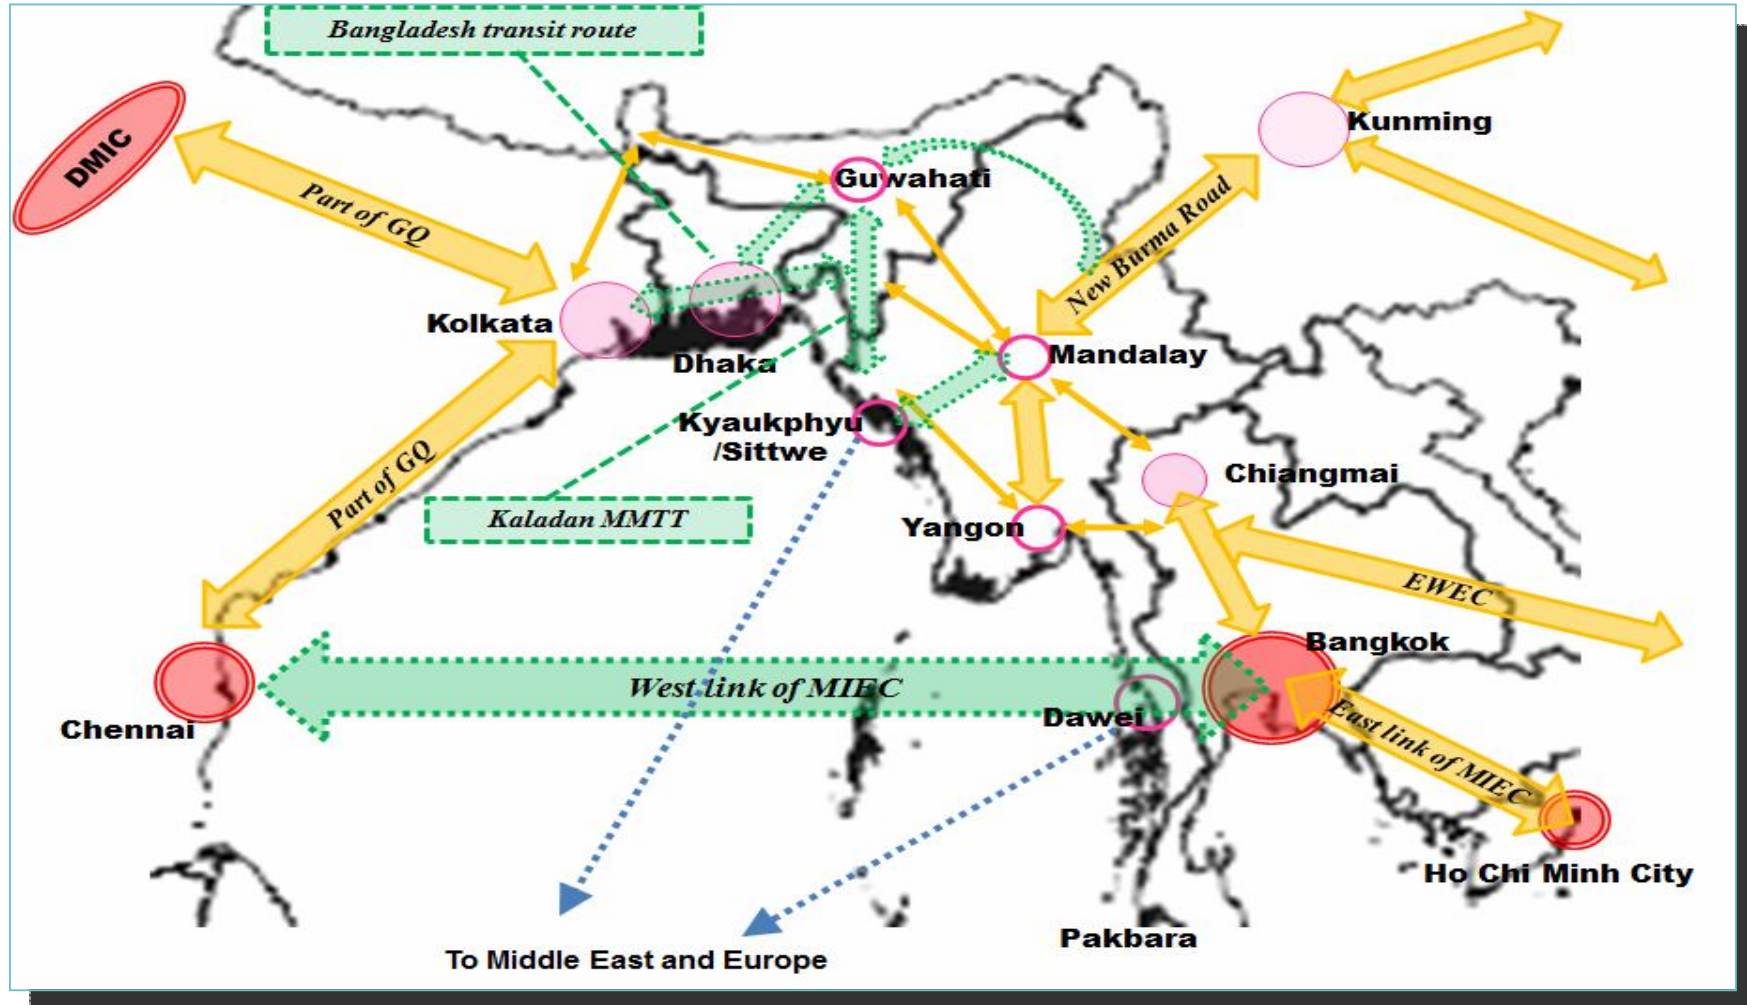 Bangladesh transit route
DMIC
Kunming
Guwahati
Part of GQ
New Burma Road
Kolkata
Mandalay
Dhaka
Kyaukphyu
/Sittwe
Part of GQ
Chiangmai
Kaladan MMTT
Yangon
EWEC
Bangkok
West link of MIEC
Dawei
East link of MIEC
Chennai
Ho Chi Minh City
Pakbara
To Middle East and Europe